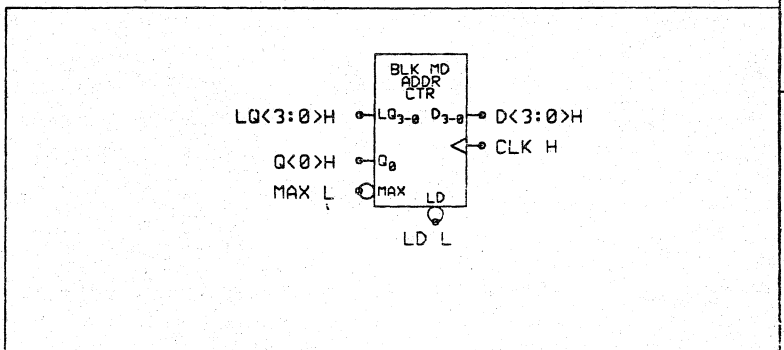 BLK MD
ADDR
CTR
LQ<3:0>H LQ3-0 D3-0 D<3:0>H
CLK H
Q<0>H Q0
MAX L MAX
LD
LD L